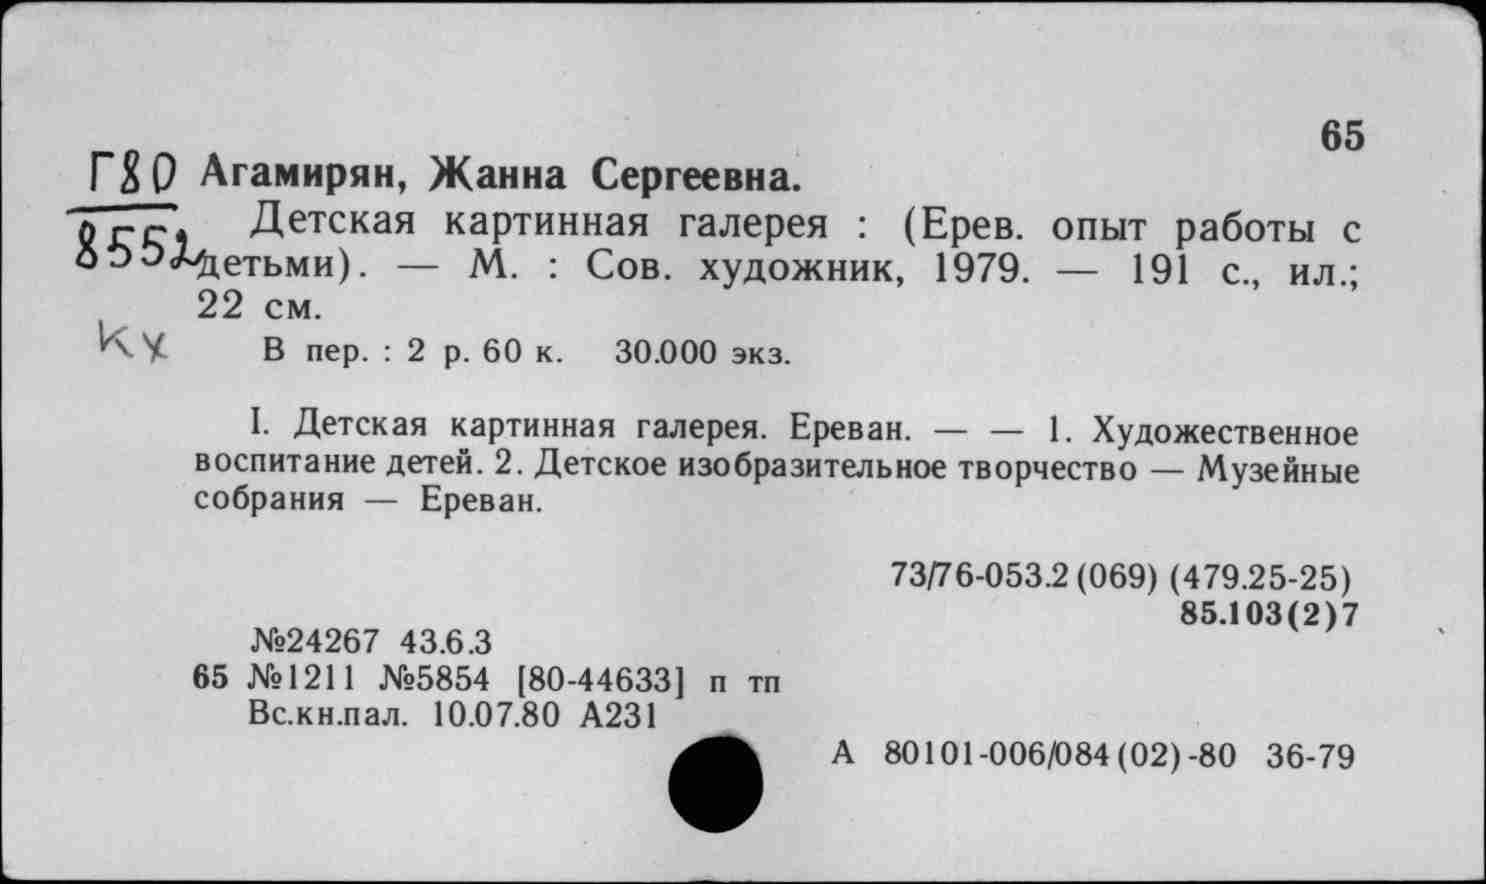 65
Г80 Агамирян, Жанна Сергеевна.
8552 Детская картинная галерея : (Ерев. опыт работы с
детьми). — М. : Сов. художник, 1979. — 191 с., ил.;
22 см.
В пер. : 2 р. 60 к. 30.000 экз.
I. Детская картинная галерея. Ереван. — — 1. Художественное
воспитание детей. 2. Детское изобразительное творчество — Музейные
собрания — Ереван.
73/76-053.2 (069) (479.25-25)
85.103(2)7
№24267 43.6.3
65 №1211 №5854 [80-44633] п тп
Вс.кн.пал. 10.07.80 А231
А 80101-006/084 (02)-80 36-79